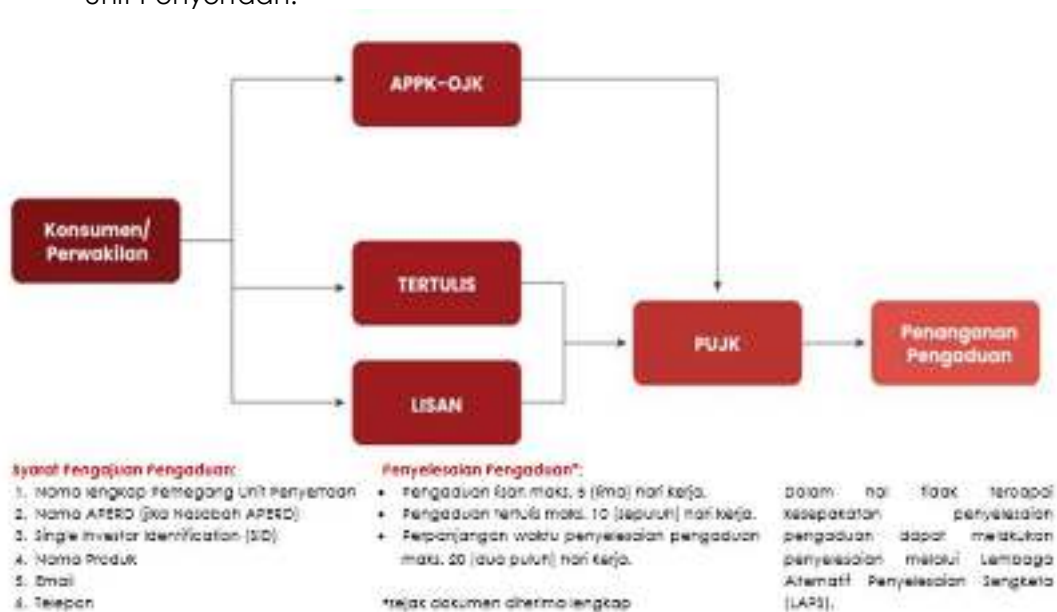 Unit Penyertaan.
APPK-OJK
Konsumen/
Perwakilan
TERTULIS
PUJK
Penanganan
Pengaduan
LISAN
Syarat Pengajuan Pengaduan:
1. Nama lengkap Pemegang Unit Penyertaan
2. Nama APERD (jika Nasabah APERD)
3. Single Investor Identification (SID)
4. Nama Produk
5. Email
6. Telepon
Penyelesaian Pengaduan*:
• Pengaduan lisan maks. 5 (lima) hari kerja.
• Pengaduan tertulis maks. 10 (sepuluh) hari kerja.
• Perpanjangan waktu penyelesaian pengaduan
maks. 20 (dua puluh) hari kerja.
*sejak dokumen diterima lengkap
Dalam hal tidak tercapai
kesepakatan penyelesaian
pengaduan dapat melakukan
penyelesaian melalui Lembaga
Alternatif Penyelesaian Sengketa
(LAPS).